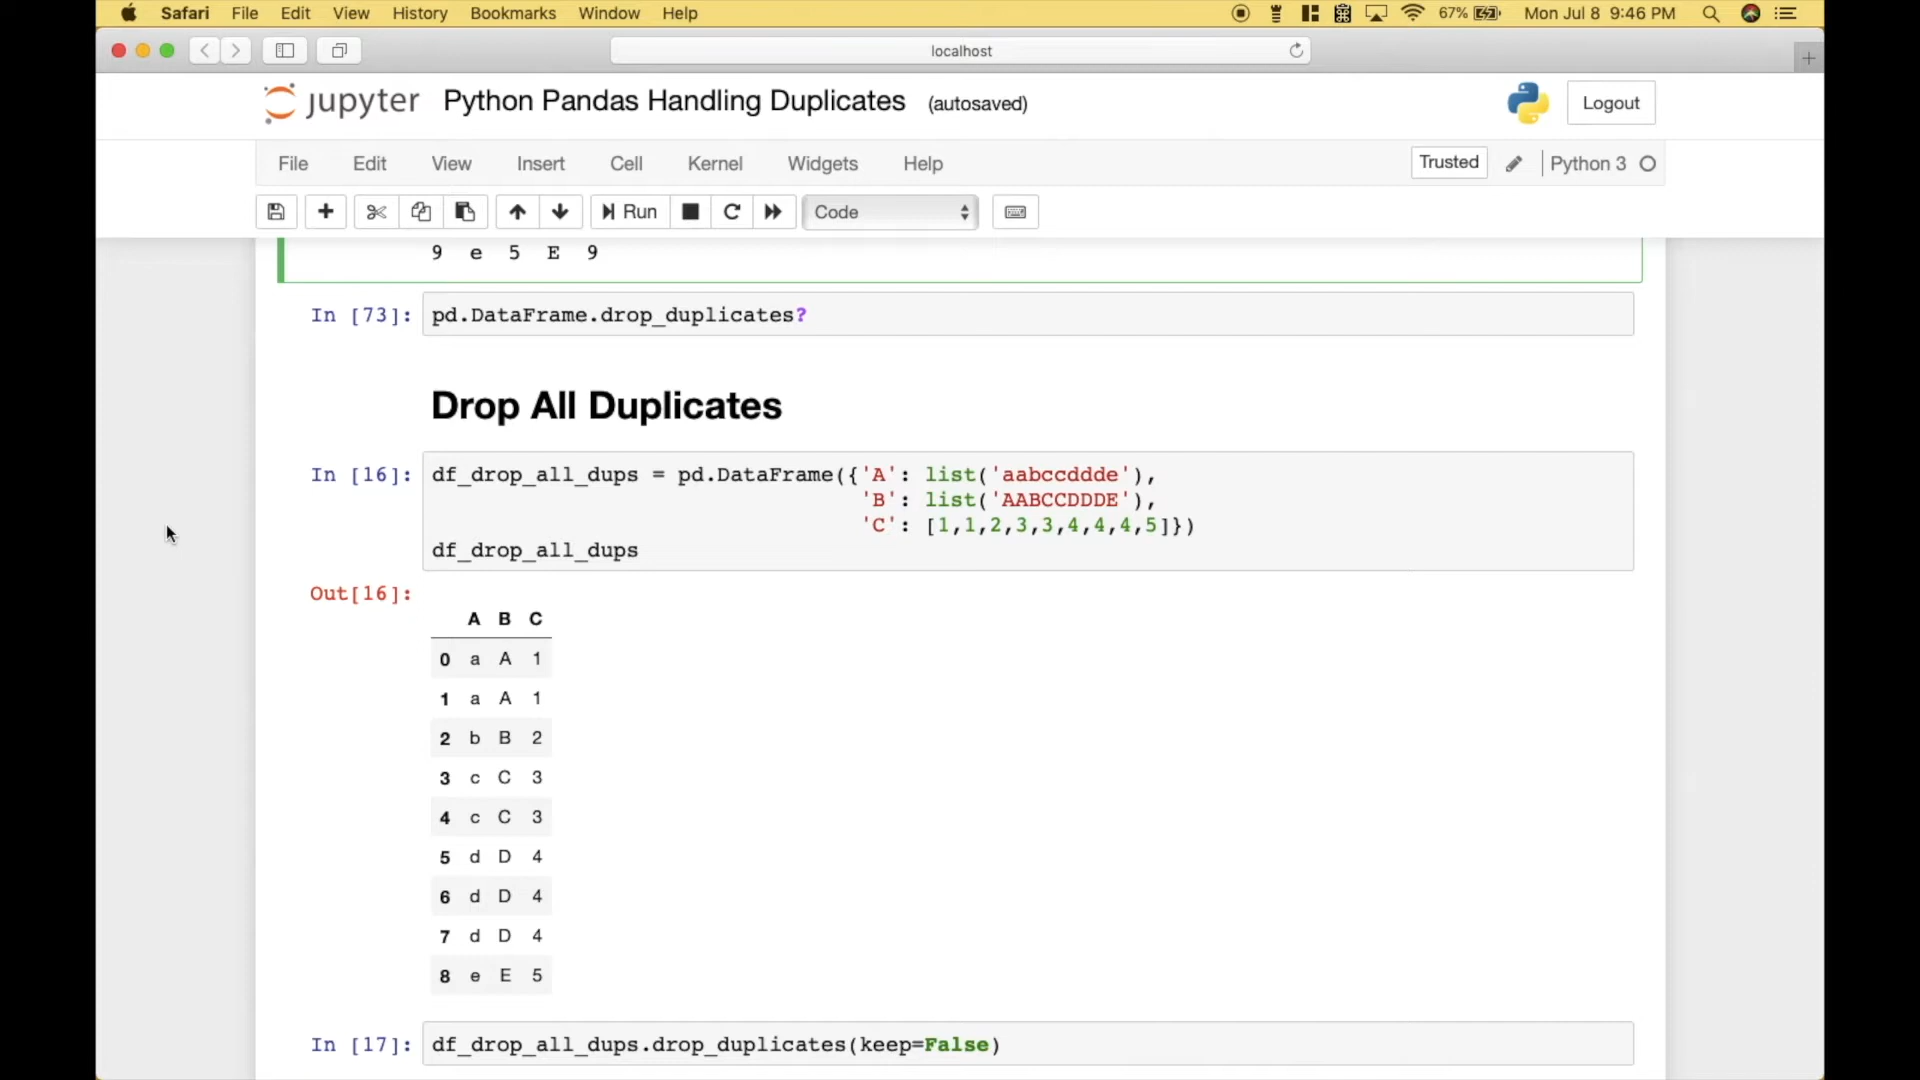 Safari File Edit View History Bookmarks Window Help 67% Mon Jul 8 9:46 PM
localhost
jupyter Python Pandas Handling Duplicates (autosaved) Logout
File Edit View Insert Cell Kernel Widgets Help Trusted Python 3
Run Code
9 e 5 E 9
In [73]: pd.DataFrame.drop_duplicates?
Drop All Duplicates
In [16]: df_drop_all_dups = pd.DataFrame({'A': list('aabccddde'),
'B': list('AABCCDDDE'),
'C': [1,1,2,3,3,4,4,4,5]})
df_drop_all_dups
Out[16]:
A B C
0 a A 1
1 a A 1
2 b B 2
3 c C 3
4 c C 3
5 d D 4
6 d D 4
7 d D 4
8 e E 5
In [17]: df_drop_all_dups.drop_duplicates(keep=False)